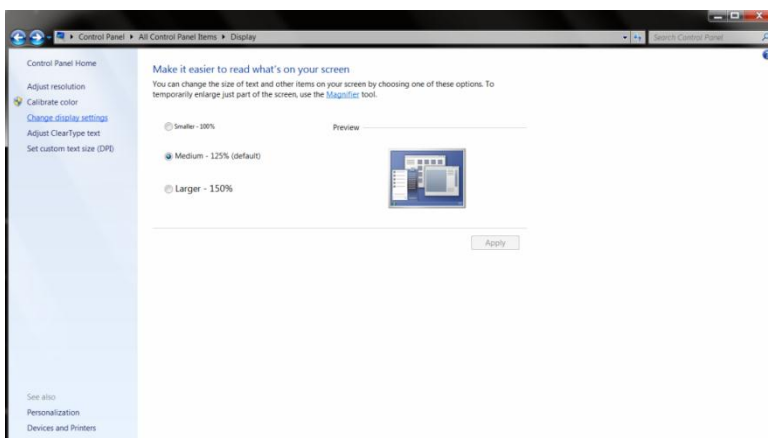 Control Panel ▸ All Control Panel Items ▸ Display
Search Control Panel
Control Panel Home
Adjust resolution
Calibrate color
Change display settings
Adjust ClearType text
Set custom text size (DPI)
See also
Personalization
Devices and Printers
Make it easier to read what's on your screen
You can change the size of text and other items on your screen by choosing one of these options. To
temporarily enlarge just part of the screen, use the Magnifier tool.
Smaller - 100%
Medium - 125% (default)
Larger - 150%
Preview
Apply